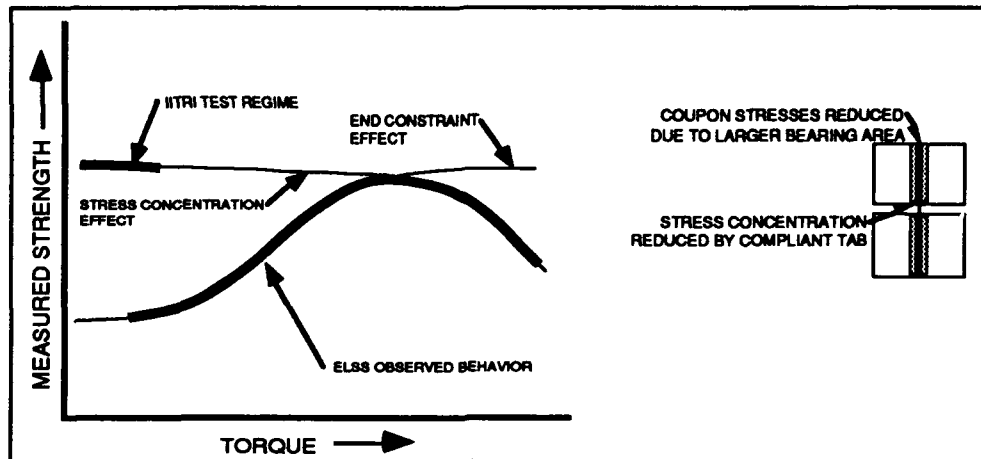 IITRI TEST REGIME
END CONSTRAINT
EFFECT
STRESS CONCENTRATION
EFFECT
ELSS OBSERVED BEHAVIOR
MEASURED STRENGTH
TORQUE
COUPON STRESSES REDUCED
DUE TO LARGER BEARING AREA
STRESS CONCENTRATION
REDUCED BY COMPLIANT TAB